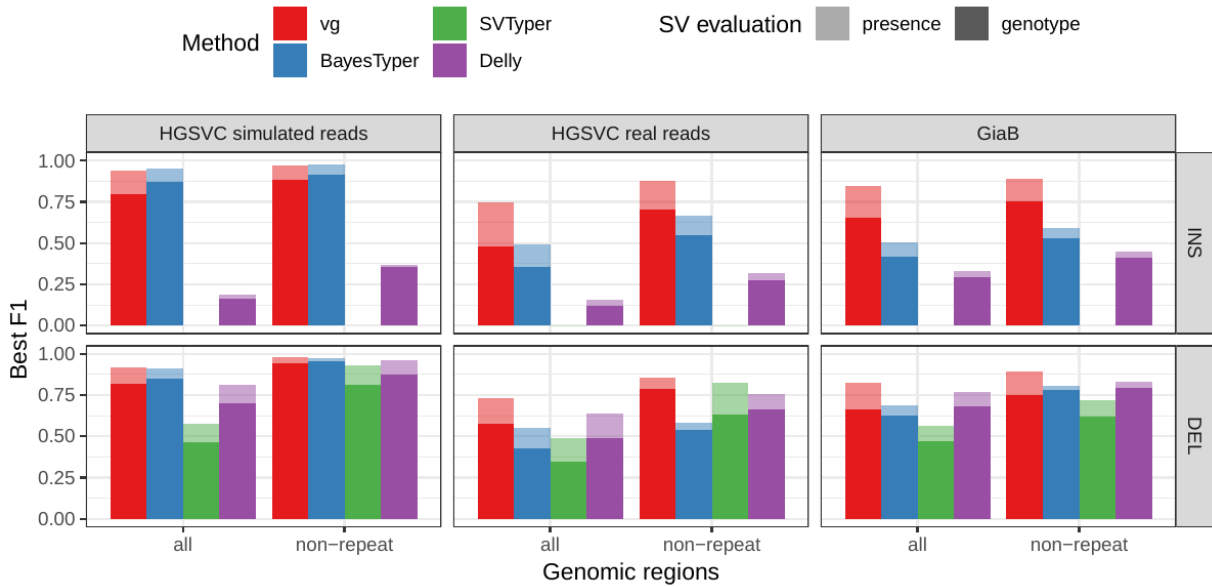 Method
vg
BayesTyper
SVTyper
Delly
SV evaluation
presence
genotype
HGSVC simulated reads
HGSVC real reads
GiaB
Best F1
1.00
0.75
0.50
0.25
0.00
INS
1.00
0.75
0.50
0.25
0.00
DEL
all
non−repeat
all
non−repeat
all
non−repeat
Genomic regions